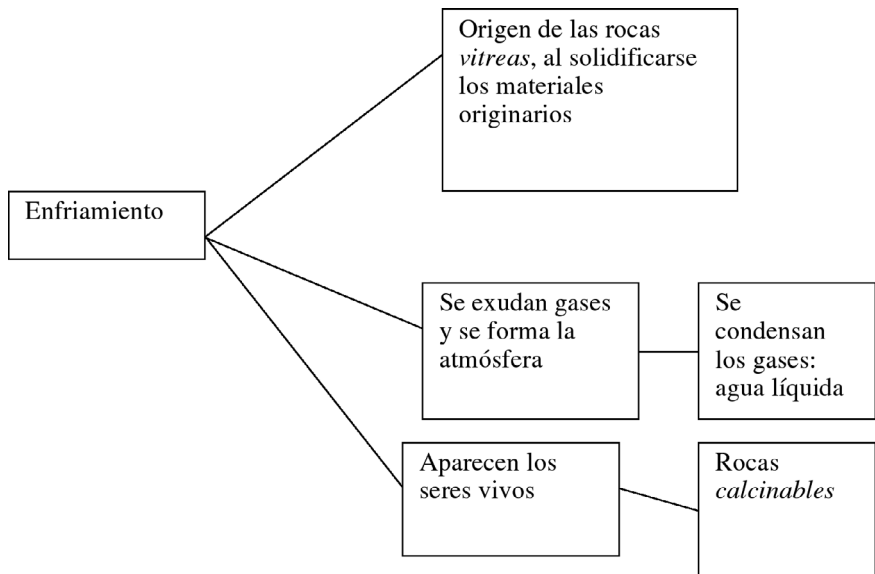 Origen de las rocas
vitreas, al solidificarse
los materiales
originarios
Enfriamiento
Se exudan gases
y se forma la
atmósfera
Se
condensan
los gases:
agua líquida
Aparecen los
seres vivos
Rocas
calcinables